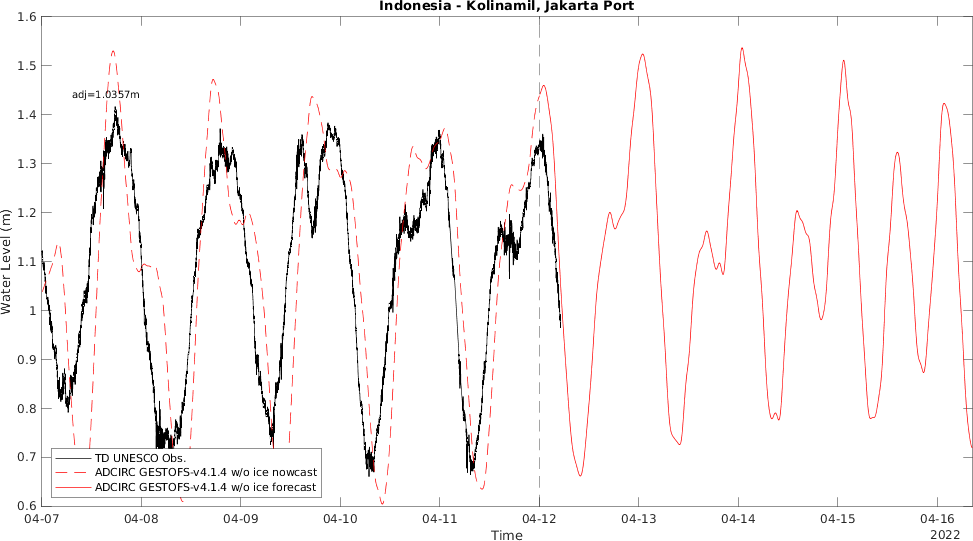 Indonesia - Kolinamil, Jakarta Port
1.6
1.5
1.4
1.3
1.2
1.1
1
0.9
0.8
0.7
0.6
Water Level (m)
adj=1.0357m
TD UNESCO Obs.
ADCIRC GESTOFS-v4.1.4 w/o ice nowcast
ADCIRC GESTOFS-v4.1.4 w/o ice forecast
04-07 04-08 04-09 04-10 04-11 04-12 04-13 04-14 04-15 04-16
Time
2022